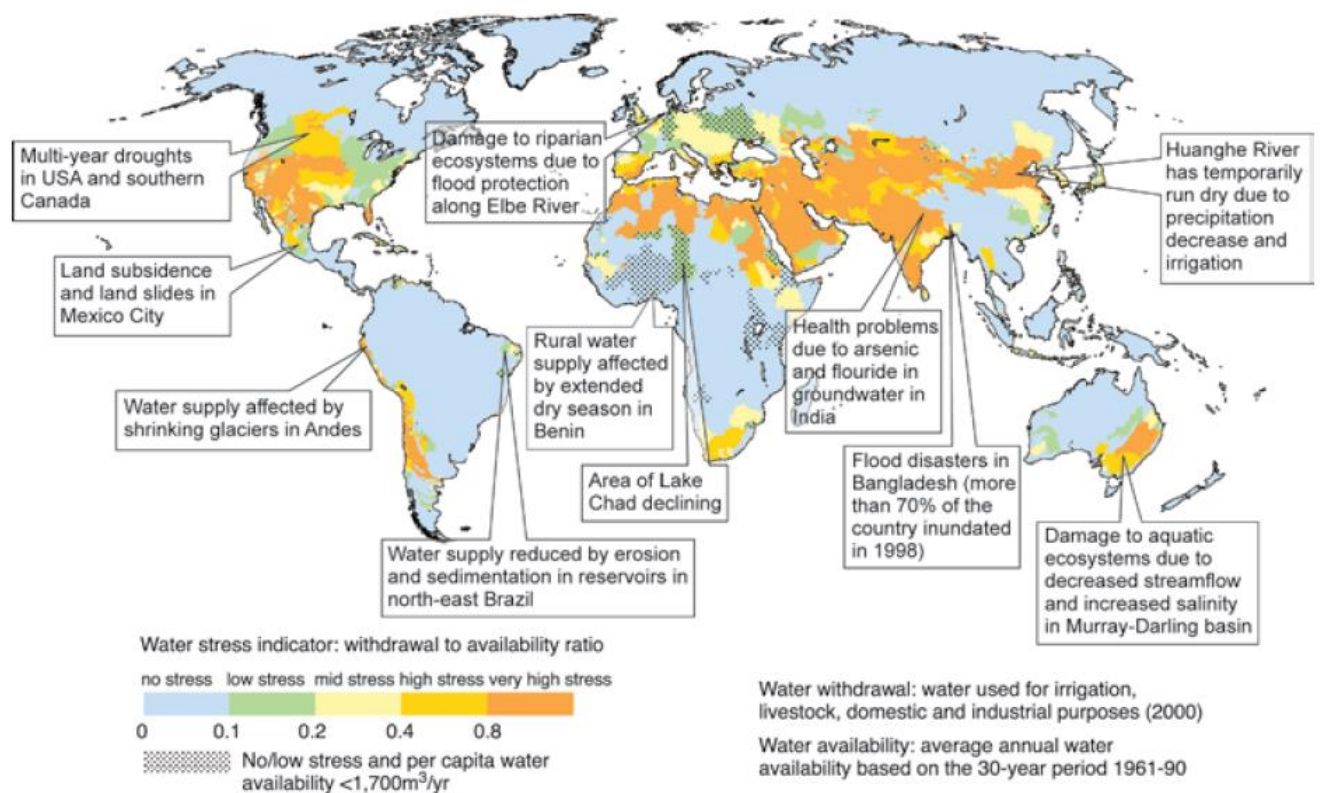 Multi-year droughts
in USA and southern
Canada
Damage to riparian
ecosystems due to
flood protection
along Elbe River
Huanghe River
has temporarily
run dry due to
precipitation
decrease and
irrigation
Land subsidence
and land slides in
Mexico City
Water supply affected by
shrinking glaciers in Andes
Rural water
supply affected
by extended
dry season in
Benin
Health problems
due to arsenic
and flouride in
groundwater in
India
Area of Lake
Chad declining
Flood disasters in
Bangladesh (more
than 70% of the
country inundated
in 1998)
Damage to aquatic
ecosystems due to
decreased streamflow
and increased salinity
in Murray-Darling basin
Water supply reduced by erosion
and sedimentation in reservoirs in
north-east Brazil
Water stress indicator: withdrawal to availability ratio
no stress low stress mid stress high stress very high stress
0 0.1 0.2 0.4 0.8
No/low stress and per capita water
availability <1,700m³/yr
Water withdrawal: water used for irrigation,
livestock, domestic and industrial purposes (2000)
Water availability: average annual water
availability based on the 30-year period 1961-90